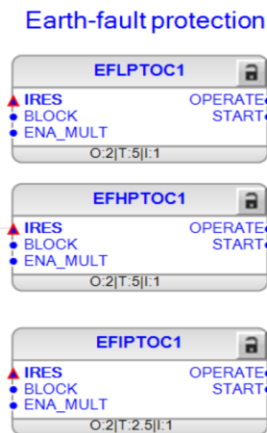 Earth-fault protection
EFLPTOC1
IRES OPERATE
BLOCK START
ENA_MULT
O:2|T:5|I:1
EFHPTOC1
IRES OPERATE
BLOCK START
ENA_MULT
O:2|T:5|I:1
EFIPTOC1
IRES OPERATE
BLOCK START
ENA_MULT
O:2|T:2.5|I:1